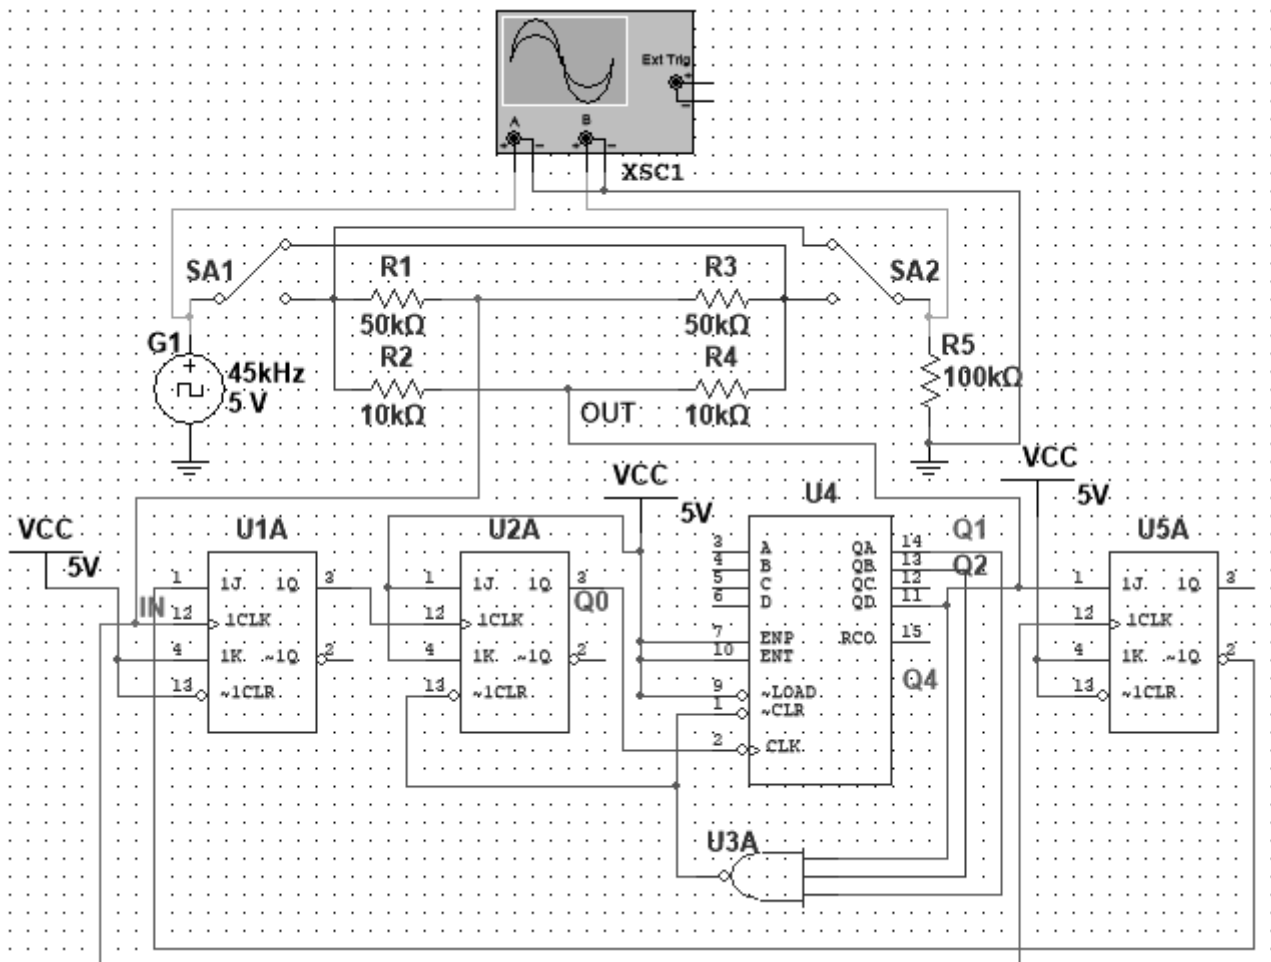 Ext Trig
+
−
A
B
+ − + −
XSC1
SA1
R1
50kΩ
R3
50kΩ
SA2
G1
+
45kHz
5 V
R2
10kΩ
OUT
R4
10kΩ
R5
100kΩ
VCC
5V
U1A
1 1J 1Q 3
IN 12 1CLK
4 1K ~1Q 2
13 ~1CLR
U2A
1 1J 1Q 3
Q0
12 1CLK
4 1K ~1Q 2
13 ~1CLR
VCC
5V
U4
3 A QA 14 Q1
4 B QB 13 Q2
5 C QC 12
6 D QD 11
7 ENP RCO 15
10 ENT
Q4
9 ~LOAD
1 ~CLR
2 CLK
U3A
VCC
5V
U5A
1 1J 1Q 3
12 1CLK
4 1K ~1Q 2
13 ~1CLR